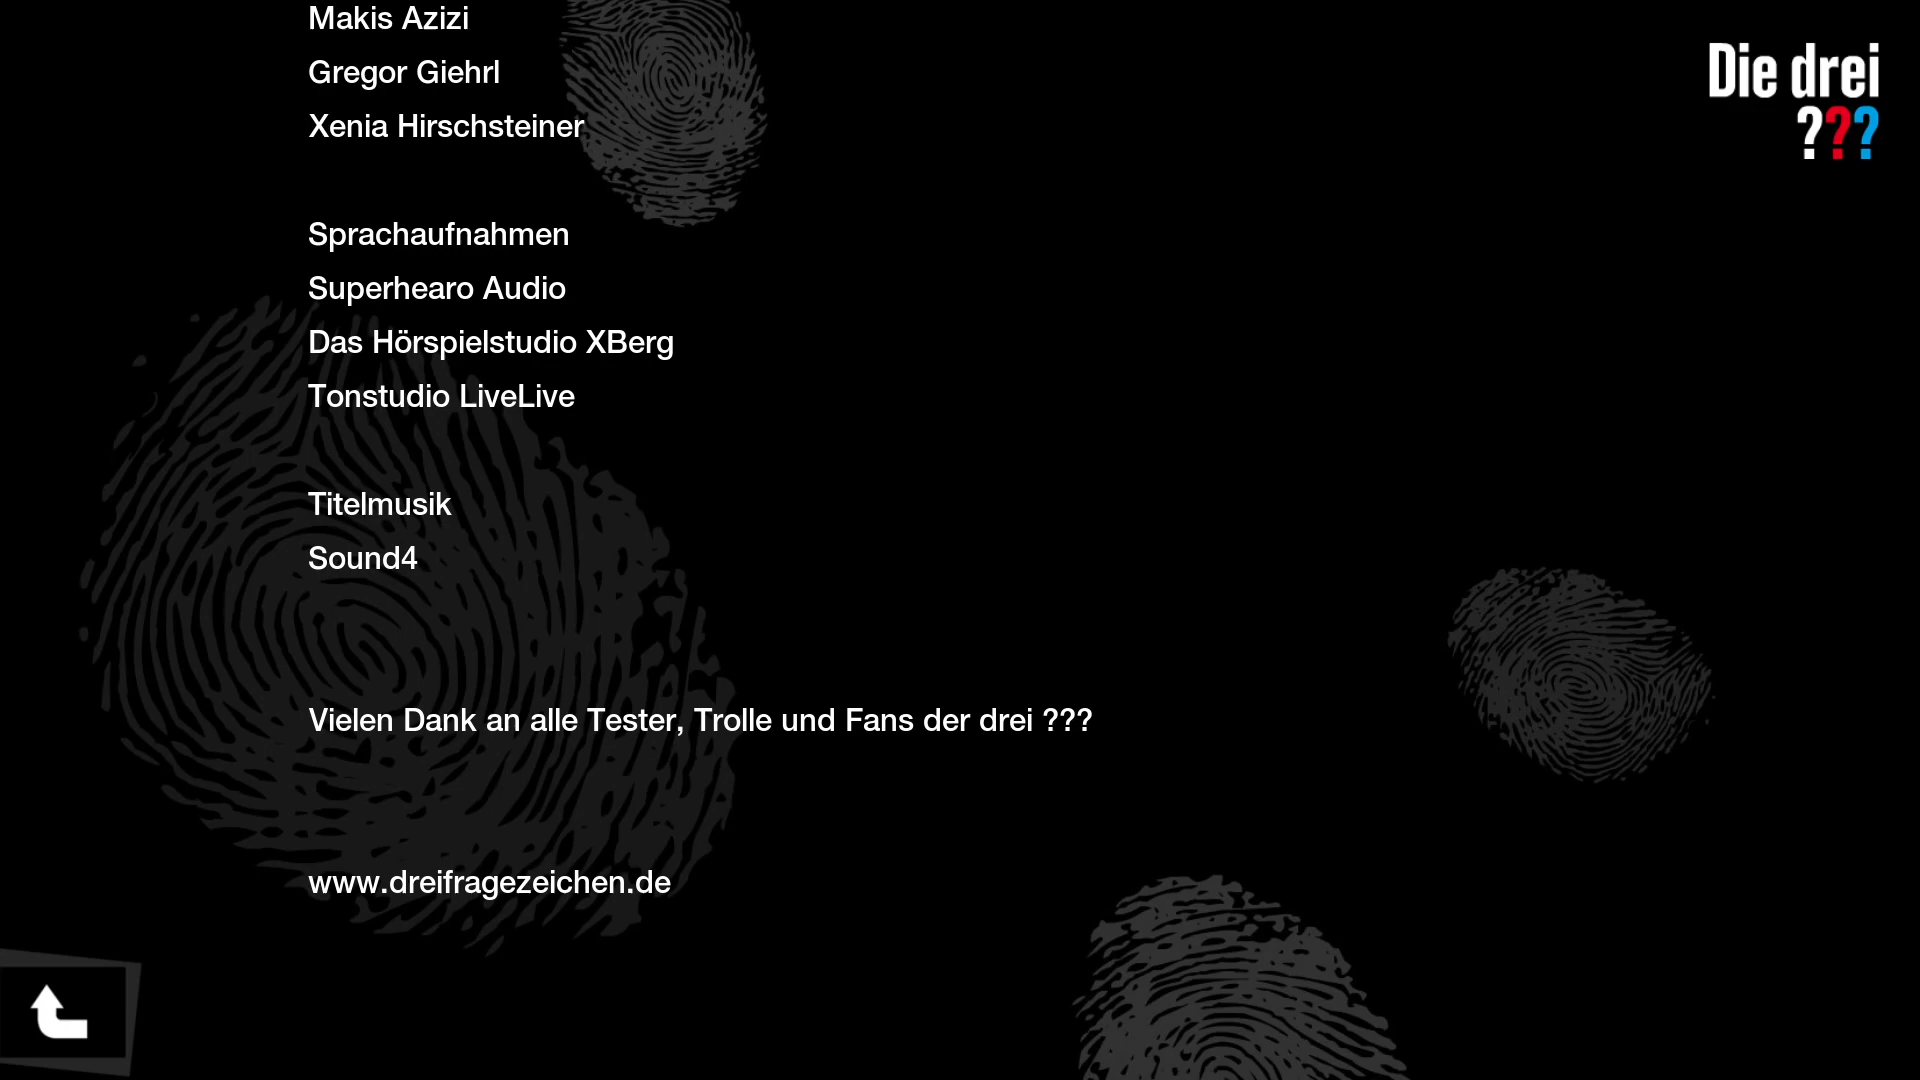 Makis Azizi
Gregor Giehrl
Xenia Hirschsteiner
Sprachaufnahmen
Superhearo Audio
Das Hörspielstudio XBerg
Tonstudio LiveLive
Titelmusik
Sound4
Vielen Dank an alle Tester, Trolle und Fans der drei ???
www.dreifragezeichen.de
Die drei
???